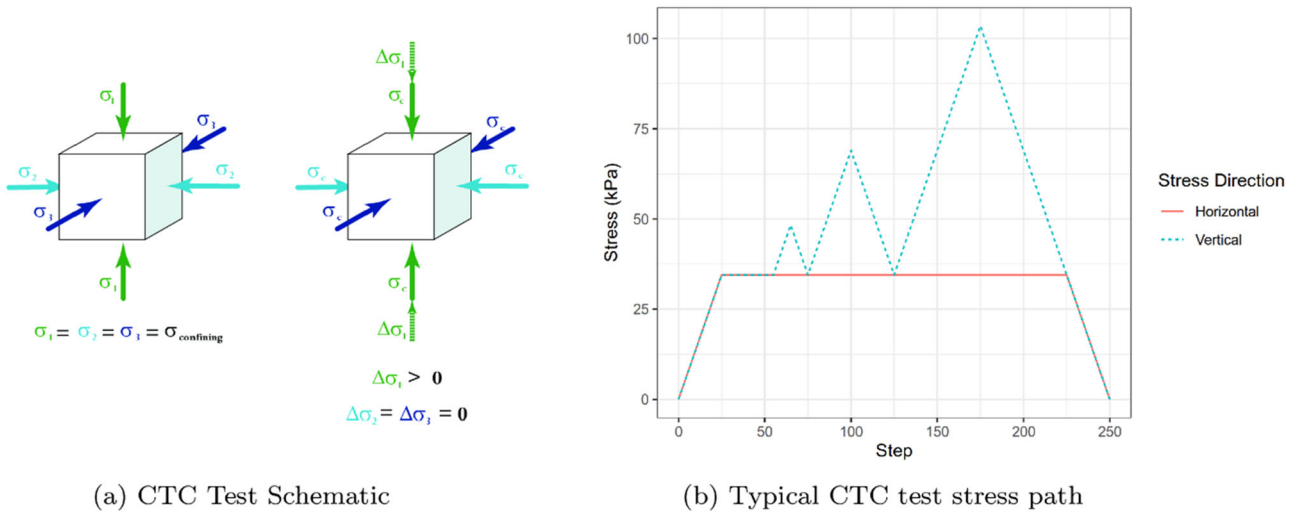 Δσ₁
σ₁
σ₃
σ₂
σ₂
σ₃
σ₁
σ₁ = σ₂ = σ₃ = σconfining
σc
σc
σc
σc
σc
σc
Δσ₁
Δσ₁ > 0
Δσ₂ = Δσ₃ = 0
100
75
50
25
0
Stress (kPa)
0 50 100 150 200 250
Step
Stress Direction
Horizontal
Vertical
(a) CTC Test Schematic
(b) Typical CTC test stress path